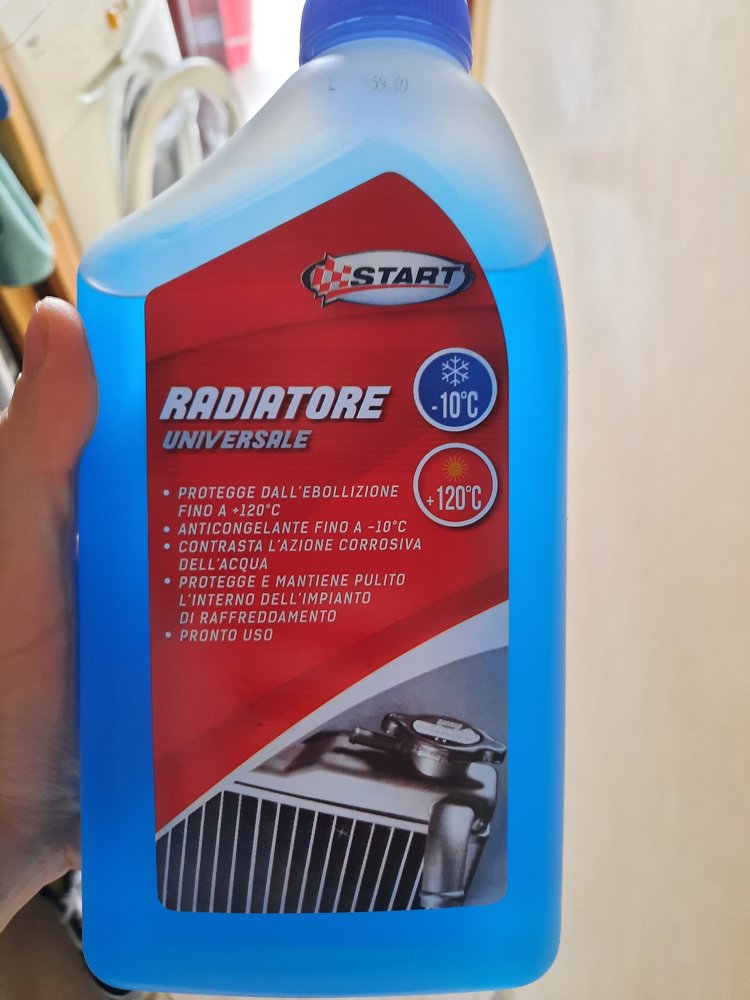 START
-10°C
RADIATORE
UNIVERSALE
+120°C
• PROTEGGE DALL'EBOLLIZIONE
FINO A +120°C
• ANTICONGELANTE FINO A -10°C
• CONTRASTA L'AZIONE CORROSIVA
DELL'ACQUA
• PROTEGGE E MANTIENE PULITO
L'INTERNO DELL'IMPIANTO
DI RAFFREDDAMENTO
• PRONTO USO